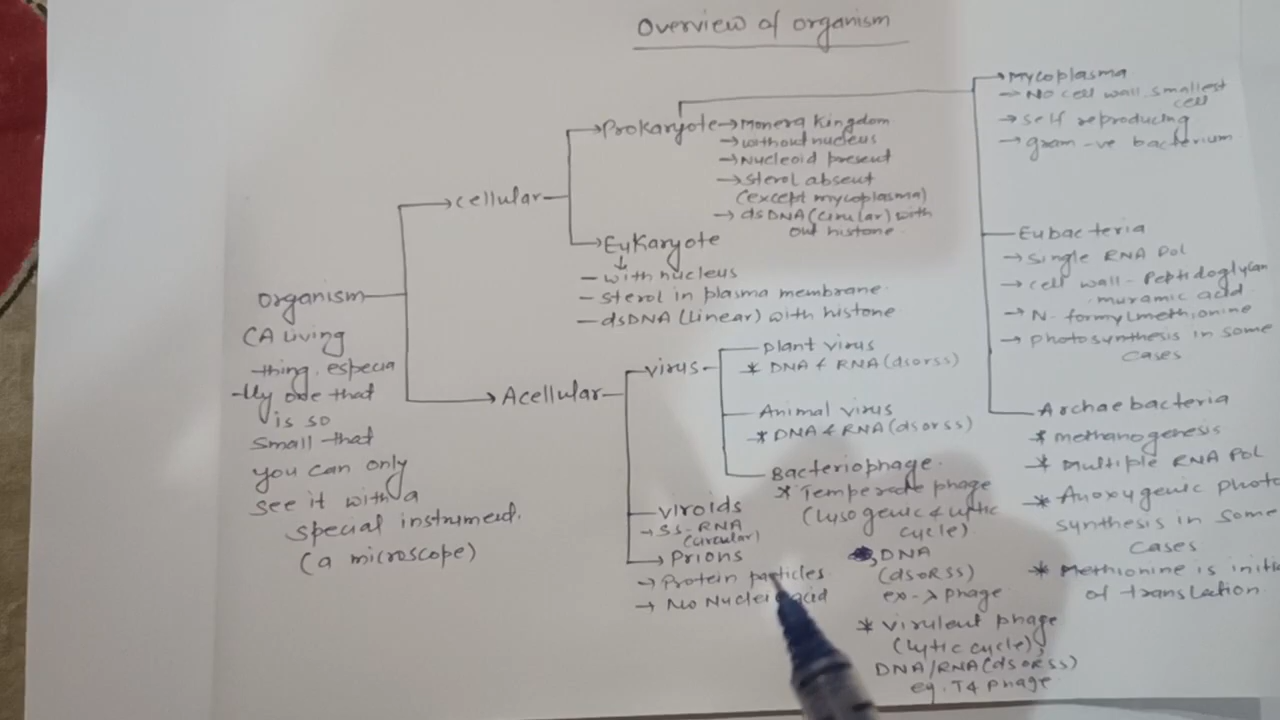 Overview of organism
organism
(A living
thing, especia
-lly one that
is so
small that
you can only
see it with a
special instrument.
(a microscope)
cellular
Prokaryote → Monera Kingdom
→ without nucleus
→ Nucleoid present
→ sterol absent
(except mycoplasma)
→ dsDNA (cirular) with
out histone
Eukaryote
- with nucleus
- sterol in plasma membrane
- dsDNA (Linear) with histone
Mycoplasma
→ No cell wall, smallest
cell
→ self reproducing
→ gram -ve bacterium
Eubacteria
→ single RNA Pol
→ cell wall - Peptidoglycan
muramic acid
→ N-formylmethionine
→ photosynthesis in some
cases
Archaebacteria
* methanogenesis
* multiple RNA Pol
* Anoxygenic photo
synthesis in some
cases
* Methionine is initi
of translation
Acellular
virus
plant virus
* DNA & RNA (ds or ss)
Animal virus
* DNA & RNA (ds or ss)
Bacteriophage
* Temperate phage
(lysogenic & lytic
cycle)
DNA
(ds OR SS)
ex - λ phage
* virulent phage
(lytic cycle),
DNA/RNA (ds OR SS)
eg. T4 phage
viroids
→ SS-RNA
(circular)
→ Prions
→ Protein particles
→ No Nucleic acid